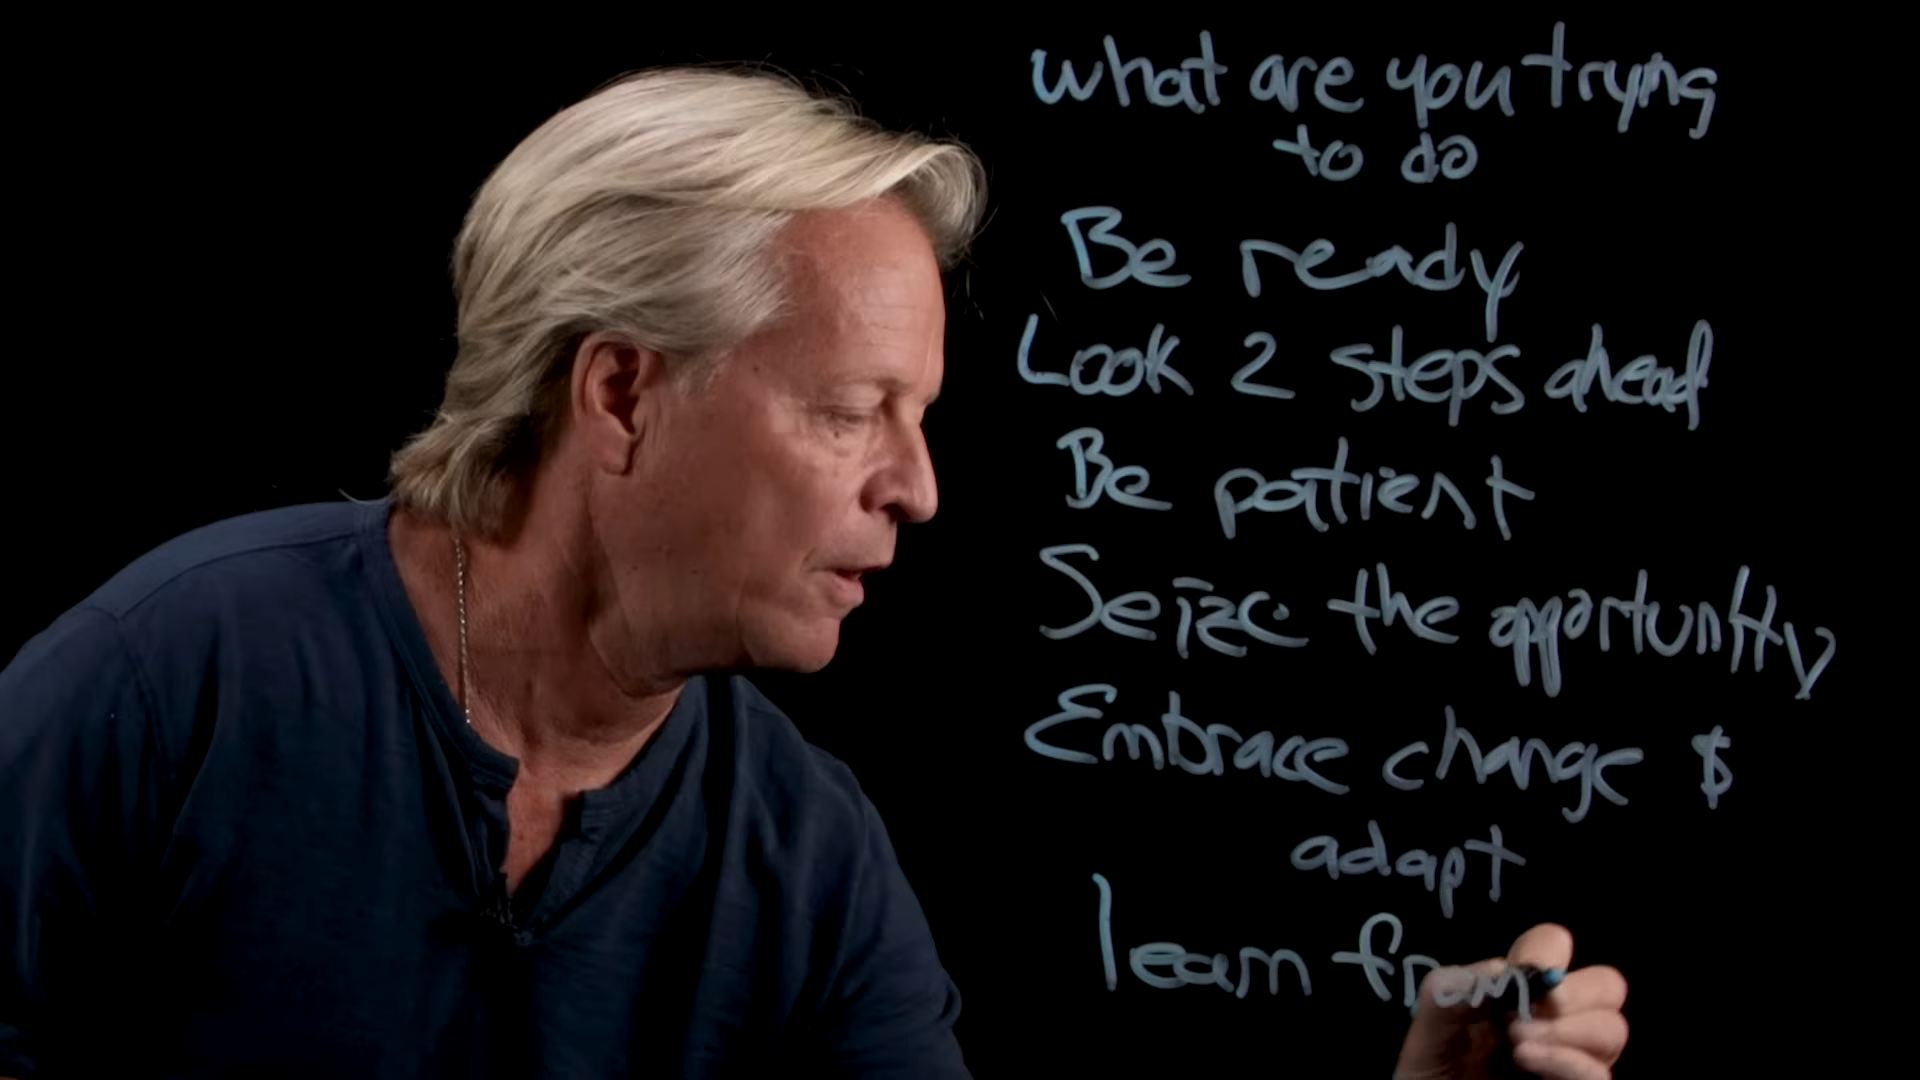 what are you trying
to do
Be ready
Look 2 steps ahead
Be patient
Seize the opportunity
Embrace change $
adapt
learn from